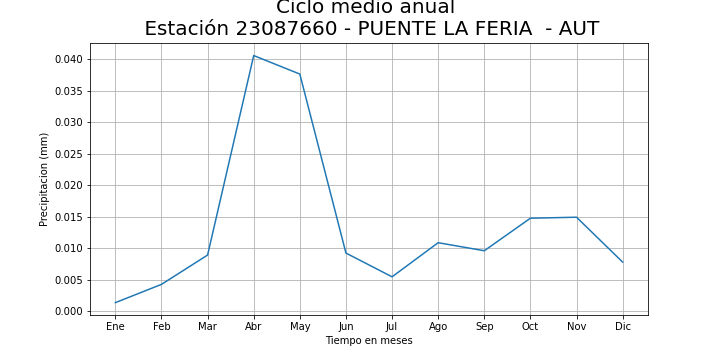 Ciclo medio anual
Estación 23087660 - PUENTE LA FERIA  - AUT
0.040
0.035
0.030
0.025
0.020
0.015
0.010
0.005
0.000
Precipitacion (mm)
Ene Feb Mar Abr May Jun Jul Ago Sep Oct Nov Dic
Tiempo en meses